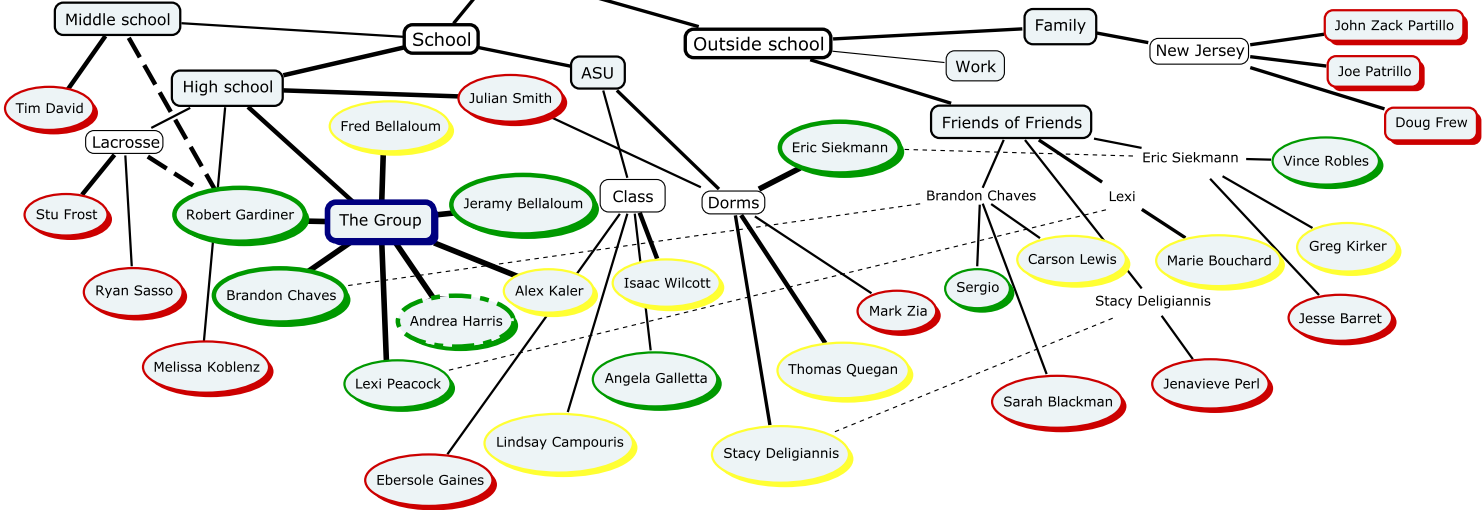 Middle school
School
Outside school
Family
John Zack Partillo
New Jersey
Work
ASU
Joe Patrillo
High school
Julian Smith
Tim David
Fred Bellaloum
Friends of Friends
Doug Frew
Lacrosse
Eric Siekmann
Eric Siekmann
Vince Robles
Class
Dorms
Brandon Chaves
Lexi
Stu Frost
Robert Gardiner
The Group
Jeramy Bellaloum
Greg Kirker
Carson Lewis
Marie Bouchard
Ryan Sasso
Brandon Chaves
Alex Kaler
Isaac Wilcott
Sergio
Stacy Deligiannis
Andrea Harris
Mark Zia
Jesse Barret
Melissa Koblenz
Lexi Peacock
Angela Galletta
Thomas Quegan
Jenavieve Perl
Sarah Blackman
Lindsay Campouris
Stacy Deligiannis
Ebersole Gaines